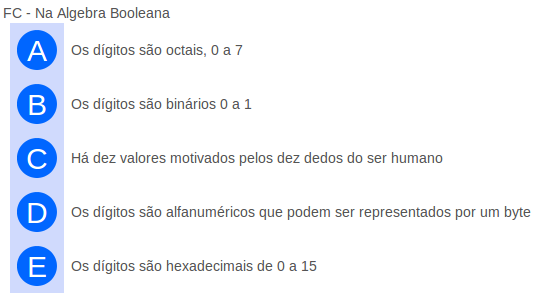 FC - Na Algebra Booleana
A Os dígitos são octais, 0 a 7
B Os dígitos são binários 0 a 1
C Há dez valores motivados pelos dez dedos do ser humano
D Os dígitos são alfanuméricos que podem ser representados por um byte
E Os dígitos são hexadecimais de 0 a 15